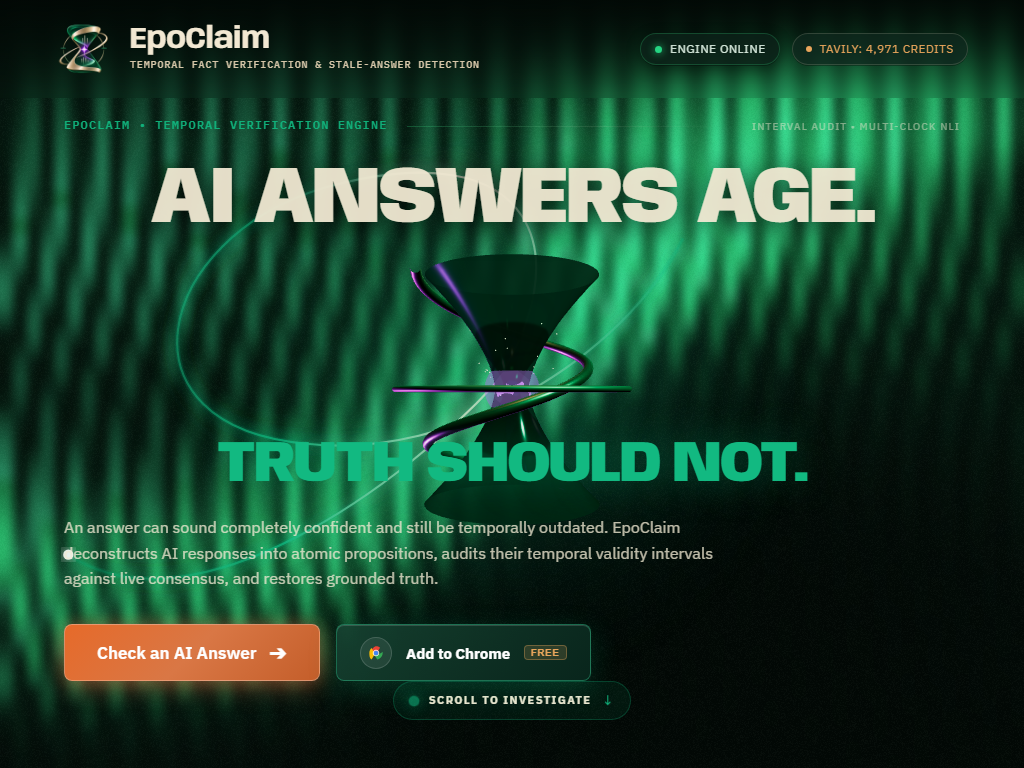 EpoClaim
TEMPORAL FACT VERIFICATION & STALE-ANSWER DETECTION
ENGINE ONLINE
TAVILY: 4,971 CREDITS
EPOCLAIM • TEMPORAL VERIFICATION ENGINE
INTERVAL AUDIT • MULTI-CLOCK NLI
AI ANSWERS AGE.
TRUTH SHOULD NOT.
An answer can sound completely confident and still be temporally outdated. EpoClaim
deconstructs AI responses into atomic propositions, audits their temporal validity intervals
against live consensus, and restores grounded truth.
Check an AI Answer ➔
Add to Chrome FREE
SCROLL TO INVESTIGATE ↓